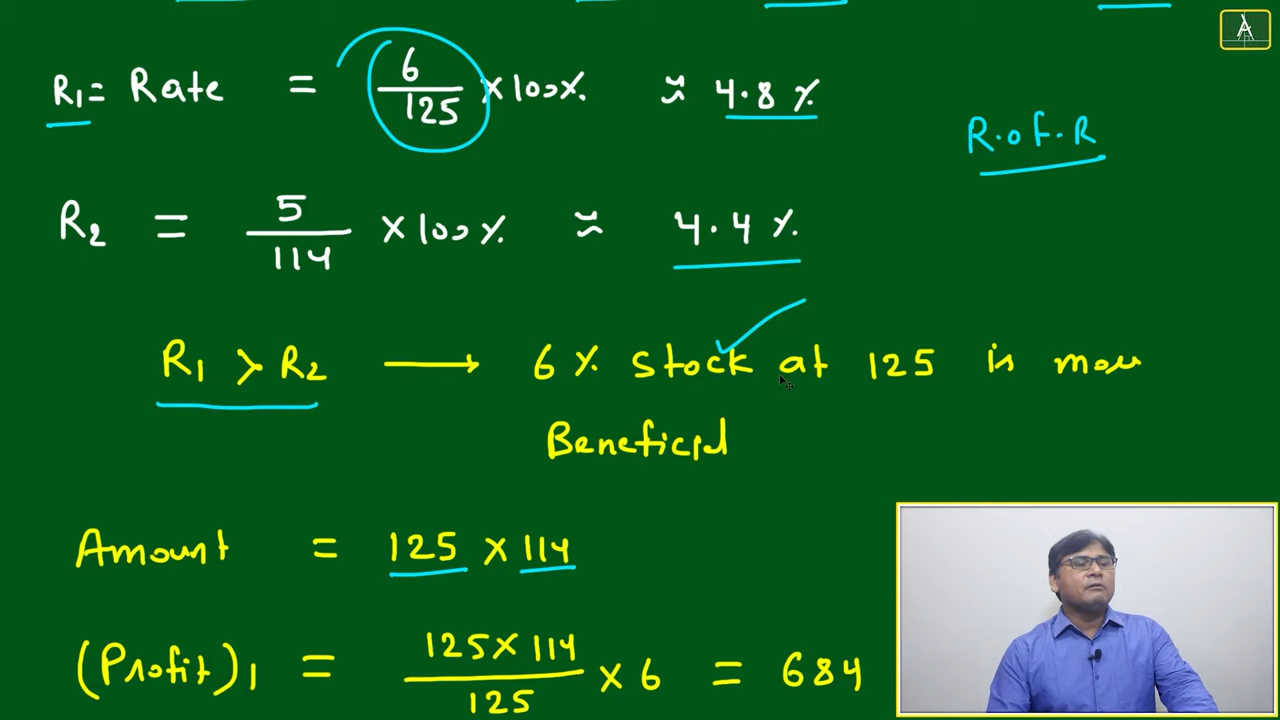 A
R₁ = Rate = 6/125 × 100% ≈ 4.8%
R.of.R
R₂ = 5/114 × 100% ≈ 4.4%
R₁ > R₂ ⟶ 6% stock at 125 is more
Beneficial
Amount = 125 × 114
(Profit)₁ = 125 × 114/125 × 6 = 684